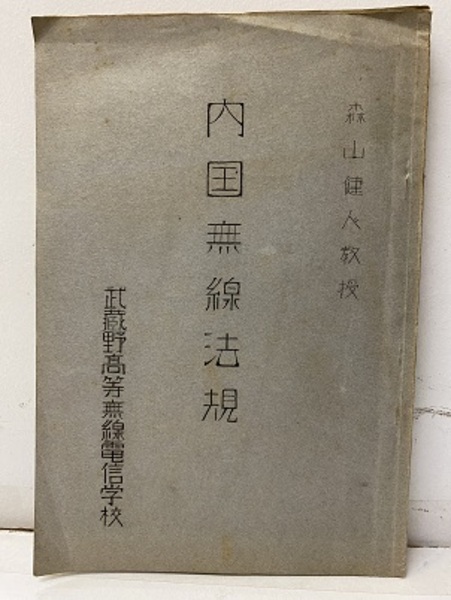 森山健人教授
内国無線法規
武蔵野高等無線電信学校